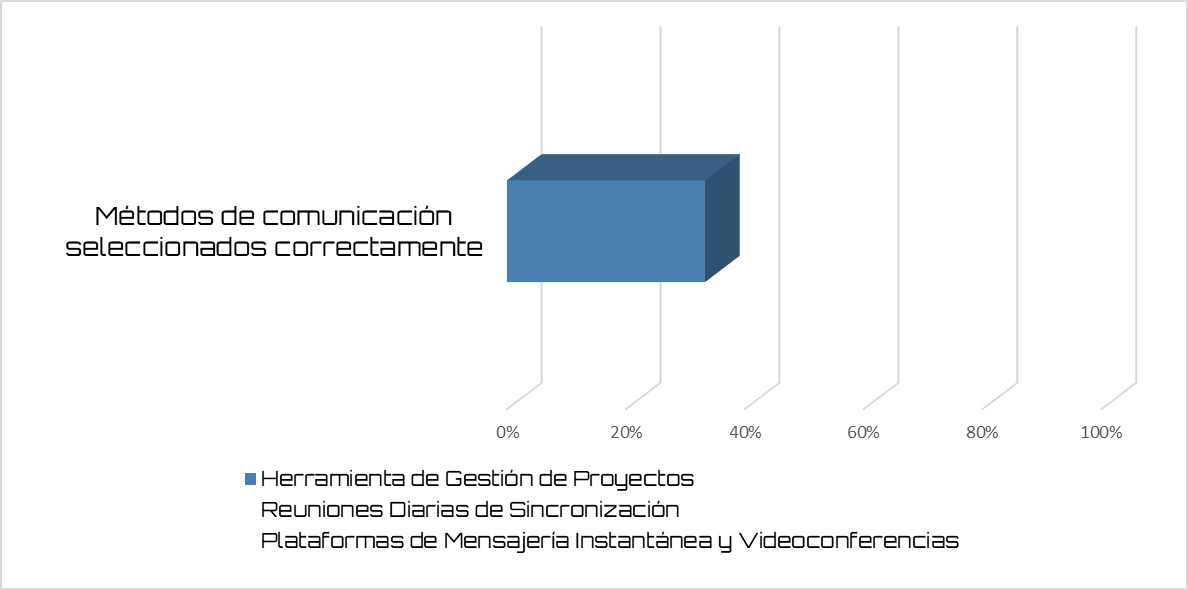 Métodos de comunicación
seleccionados correctamente
0% 20% 40% 60% 80% 100%
Herramienta de Gestión de Proyectos
Reuniones Diarias de Sincronización
Plataformas de Mensajería Instantánea y Videoconferencias